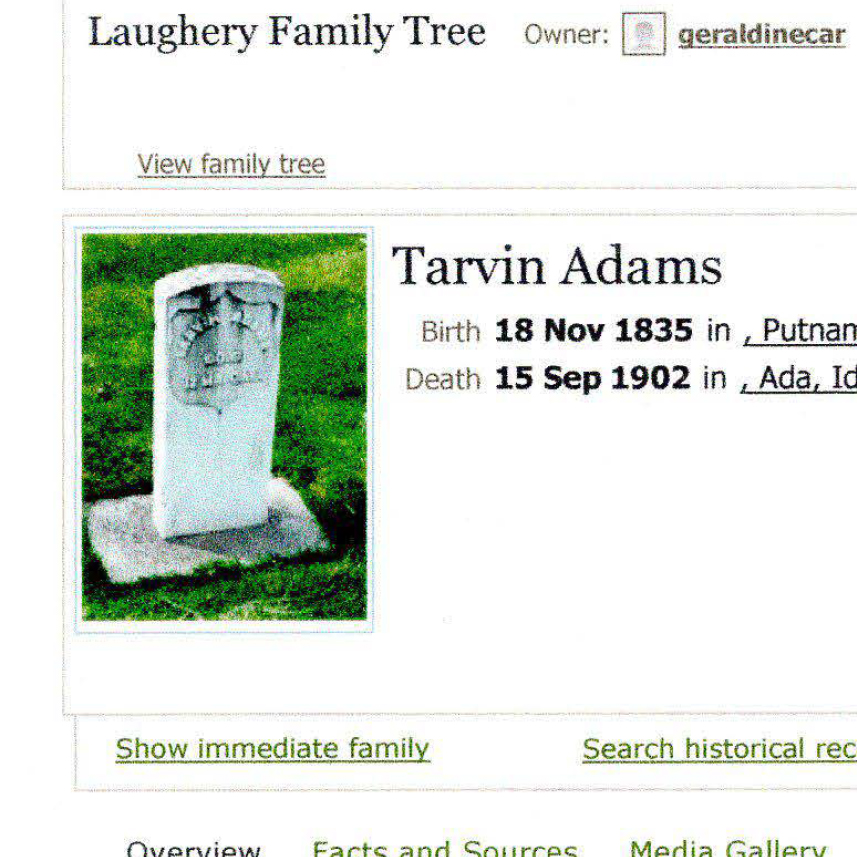 Laughery Family Tree Owner: geraldinecar
View family tree
Tarvin Adams
Birth 18 Nov 1835 in , Putnam
Death 15 Sep 1902 in , Ada, Id
Show immediate family Search historical rec
Overview Facts and Sources Media Gallery